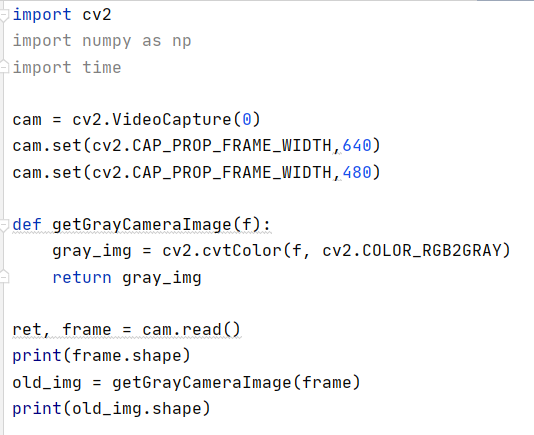 import cv2
import numpy as np
import time
cam = cv2.VideoCapture(0)
cam.set(cv2.CAP_PROP_FRAME_WIDTH,640)
cam.set(cv2.CAP_PROP_FRAME_WIDTH,480)
def getGrayCameraImage(f):
    gray_img = cv2.cvtColor(f, cv2.COLOR_RGB2GRAY)
    return gray_img
ret, frame = cam.read()
print(frame.shape)
old_img = getGrayCameraImage(frame)
print(old_img.shape)